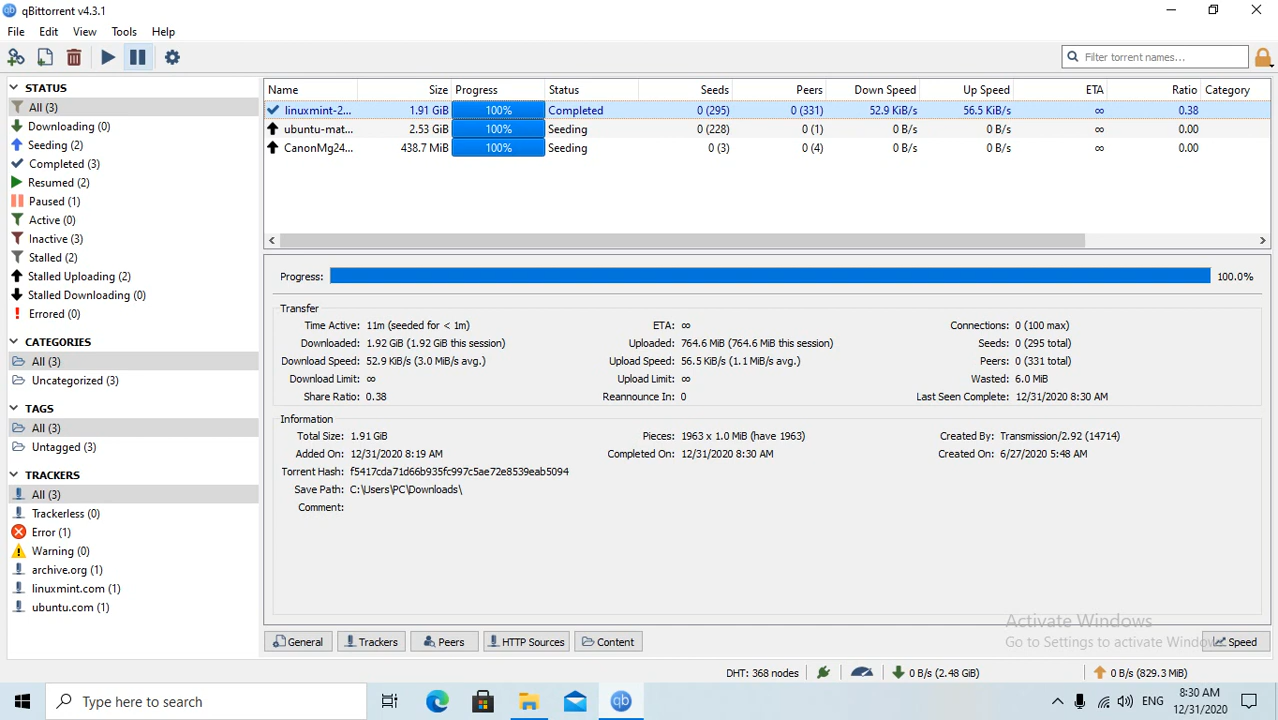 qBittorrent v4.3.1
File Edit View Tools Help
Filter torrent names...
STATUS
All (3)
Downloading (0)
Seeding (2)
Completed (3)
Resumed (2)
Paused (1)
Active (0)
Inactive (3)
Stalled (2)
Stalled Uploading (2)
Stalled Downloading (0)
Errored (0)
CATEGORIES
All (3)
Uncategorized (3)
TAGS
All (3)
Untagged (3)
TRACKERS
All (3)
Trackerless (0)
Error (1)
Warning (0)
archive.org (1)
linuxmint.com (1)
ubuntu.com (1)
Name Size Progress Status Seeds Peers Down Speed Up Speed ETA Ratio Category
linuxmint-2... 1.91 GiB 100% Completed 0 (295) 0 (331) 52.9 KiB/s 56.5 KiB/s ∞ 0.38
ubuntu-mat... 2.53 GiB 100% Seeding 0 (228) 0 (1) 0 B/s 0 B/s ∞ 0.00
CanonMg24... 438.7 MiB 100% Seeding 0 (3) 0 (4) 0 B/s 0 B/s ∞ 0.00
Progress: 100.0%
Transfer
Time Active: 11m (seeded for < 1m) ETA: ∞ Connections: 0 (100 max)
Downloaded: 1.92 GiB (1.92 GiB this session) Uploaded: 764.6 MiB (764.6 MiB this session) Seeds: 0 (295 total)
Download Speed: 52.9 KiB/s (3.0 MiB/s avg.) Upload Speed: 56.5 KiB/s (1.1 MiB/s avg.) Peers: 0 (331 total)
Download Limit: ∞ Upload Limit: ∞ Wasted: 6.0 MiB
Share Ratio: 0.38 Reannounce In: 0 Last Seen Complete: 12/31/2020 8:30 AM
Information
Total Size: 1.91 GiB Pieces: 1963 x 1.0 MiB (have 1963) Created By: Transmission/2.92 (14714)
Added On: 12/31/2020 8:19 AM Completed On: 12/31/2020 8:30 AM Created On: 6/27/2020 5:48 AM
Torrent Hash: f5417cda71d66b935fc997c5ae72e8539eab5094
Save Path: C:\Users\PC\Downloads\
Comment:
Activate Windows
Go to Settings to activate Windows.
General Trackers Peers HTTP Sources Content Speed
DHT: 368 nodes 0 B/s (2.48 GiB) 0 B/s (829.3 MiB)
Type here to search
qb
ENG
8:30 AM
12/31/2020